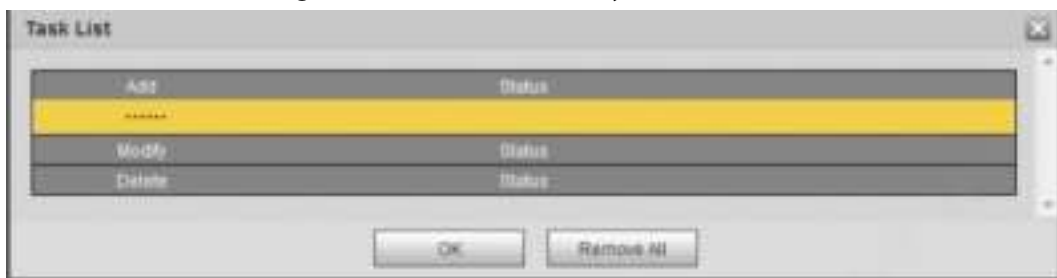 Task List
Add Status
------
Modify Status
Delete Status
OK Remove All